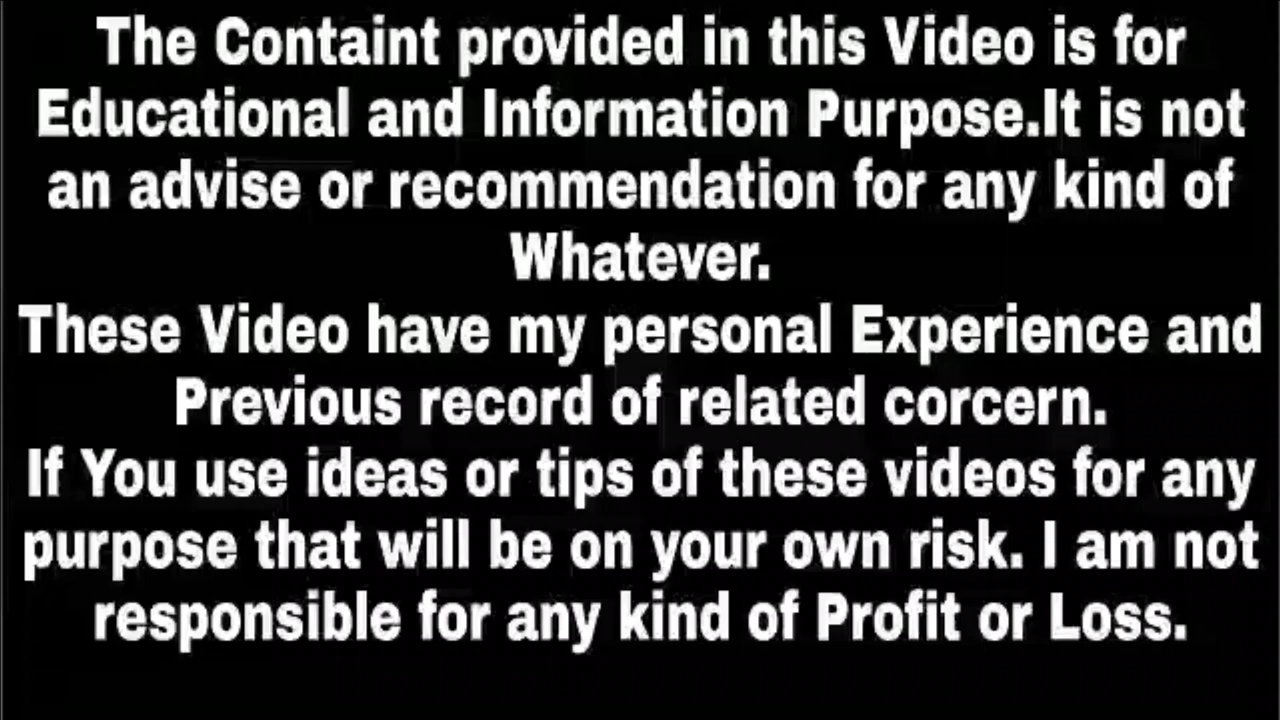 The Containt provided in this Video is for
Educational and Information Purpose.It is not
an advise or recommendation for any kind of
Whatever.
These Video have my personal Experience and
Previous record of related corcern.
If You use ideas or tips of these videos for any
purpose that will be on your own risk. I am not
responsible for any kind of Profit or Loss.